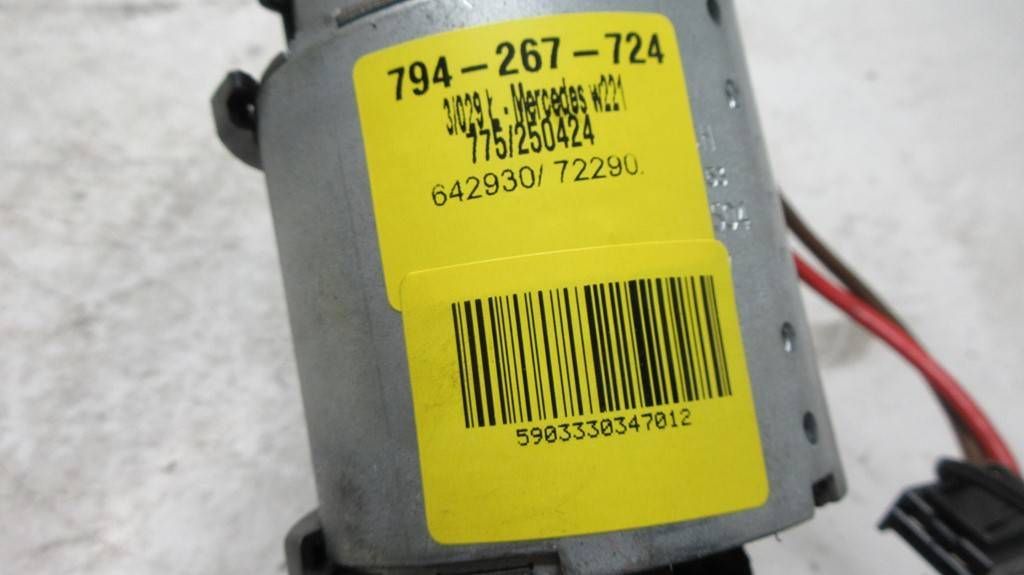 794-267-724
3/029 Ł. Mercedes w221
775/250424
642930/ 72290.
5903330347012